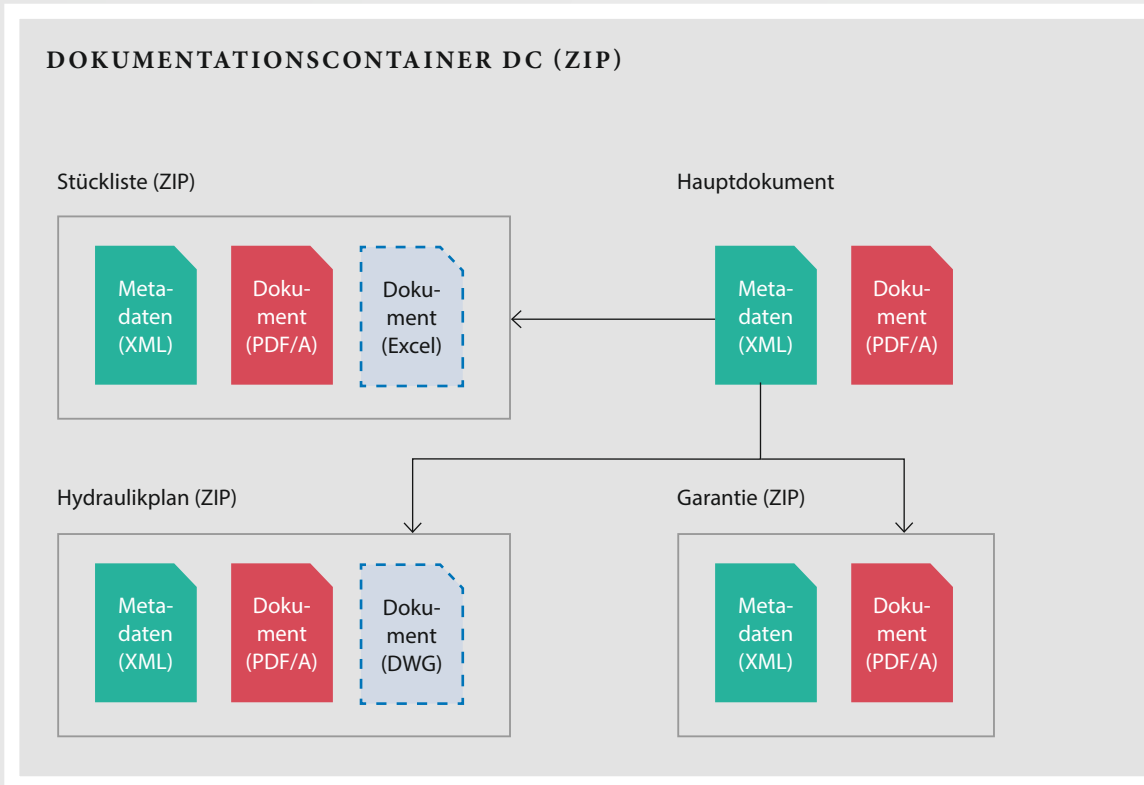 DOKUMENTATIONSCONTAINER DC (ZIP)
Stückliste (ZIP)
Meta-
daten
(XML)
Doku-
ment
(PDF/A)
Doku-
ment
(Excel)
Hauptdokument
Meta-
daten
(XML)
Doku-
ment
(PDF/A)
Hydraulikplan (ZIP)
Meta-
daten
(XML)
Doku-
ment
(PDF/A)
Doku-
ment
(DWG)
Garantie (ZIP)
Meta-
daten
(XML)
Doku-
ment
(PDF/A)